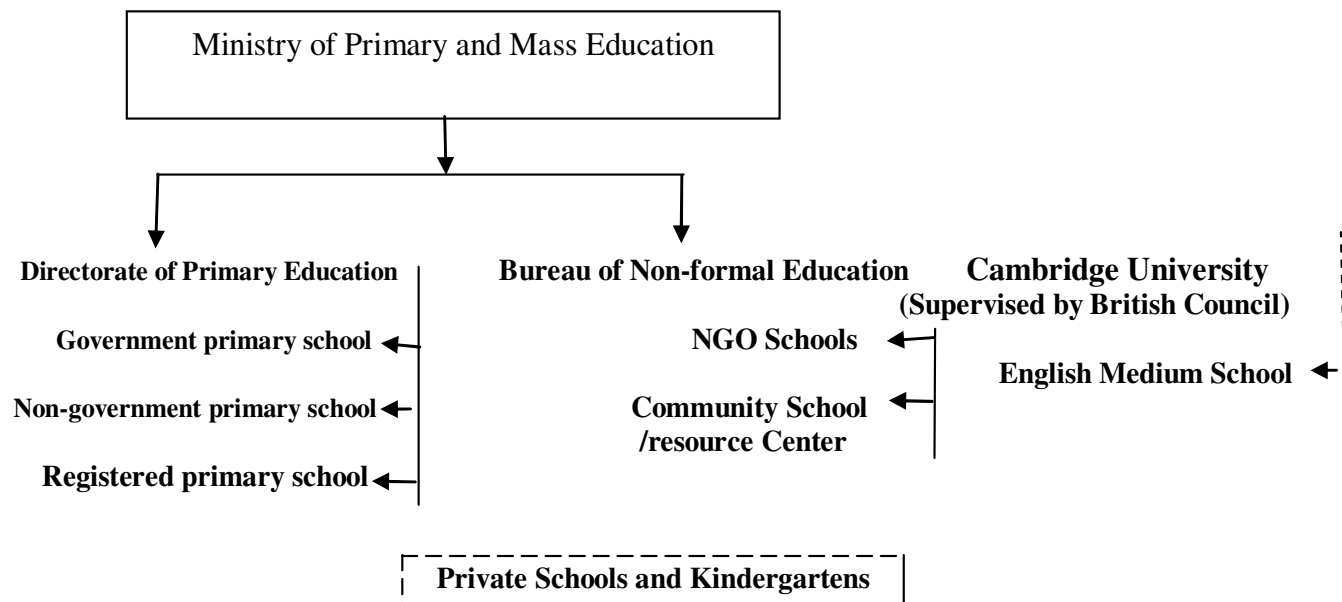 Ministry of Primary and Mass Education
Directorate of Primary Education
Government primary school
Non-government primary school
Registered primary school
Bureau of Non-formal Education
NGO Schools
Community School
/resource Center
Cambridge University
(Supervised by British Council)
English Medium School
Private Schools and Kindergartens